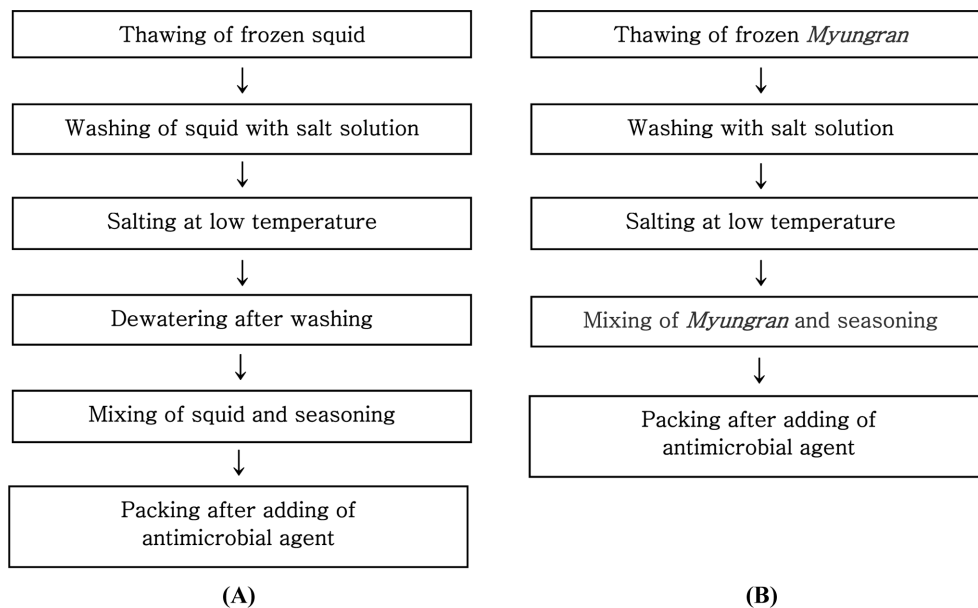 Thawing of frozen squid
Washing of squid with salt solution
Salting at low temperature
Dewatering after washing
Mixing of squid and seasoning
Packing after adding of
antimicrobial agent
(A)
Thawing of frozen Myungran
Washing with salt solution
Salting at low temperature
Mixing of Myungran and seasoning
Packing after adding of
antimicrobial agent
(B)